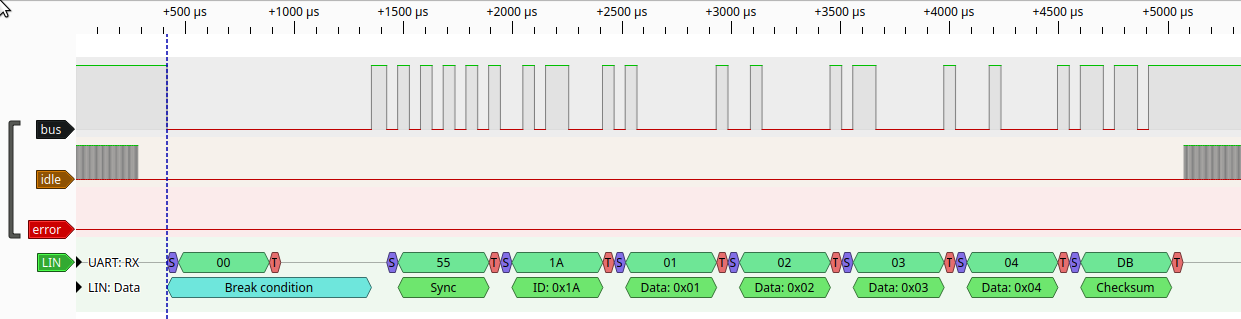 +500 µs +1000 µs +1500 µs +2000 µs +2500 µs +3000 µs +3500 µs +4000 µs +4500 µs +5000 µs
bus
idle
error
LIN UART: RX S 00 T S 55 T S 1A T S 01 T S 02 T S 03 T S 04 T S DB T
LIN: Data Break condition Sync ID: 0x1A Data: 0x01 Data: 0x02 Data: 0x03 Data: 0x04 Checksum